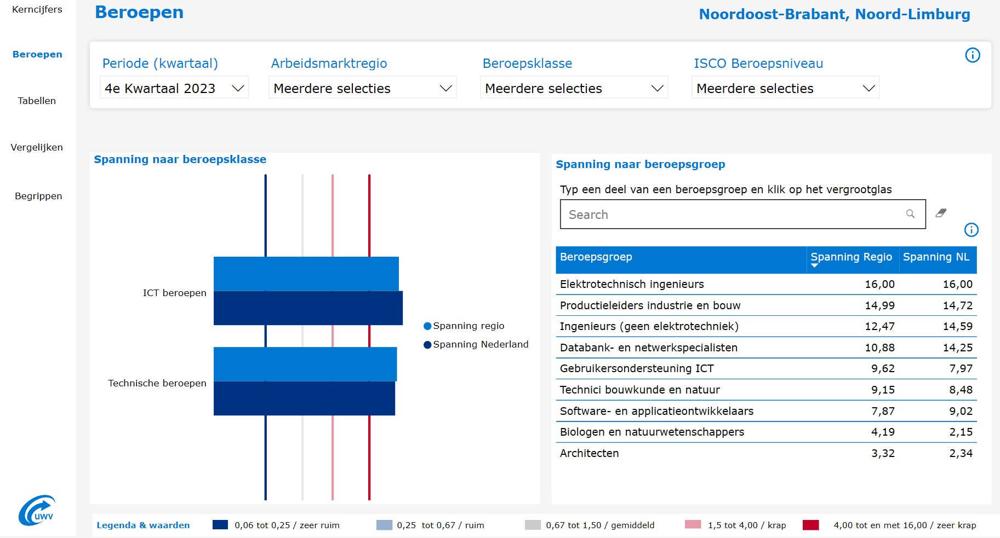 Kerncijfers
Beroepen
Tabellen
Vergelijken
Begrippen
uwv
Beroepen
Noordoost-Brabant, Noord-Limburg
Periode (kwartaal)
4e Kwartaal 2023
Arbeidsmarktregio
Meerdere selecties
Beroepsklasse
Meerdere selecties
ISCO Beroepsniveau
Meerdere selecties
Spanning naar beroepsklasse
ICT beroepen
Technische beroepen
Spanning regio
Spanning Nederland
Spanning naar beroepsgroep
Typ een deel van een beroepsgroep en klik op het vergrootglas
Search
Beroepsgroep Spanning Regio Spanning NL
Elektrotechnisch ingenieurs 16,00 16,00
Productieleiders industrie en bouw 14,99 14,72
Ingenieurs (geen elektrotechniek) 12,47 14,59
Databank- en netwerkspecialisten 10,88 14,25
Gebruikersondersteuning ICT 9,62 7,97
Technici bouwkunde en natuur 9,15 8,48
Software- en applicatieontwikkelaars 7,87 9,02
Biologen en natuurwetenschappers 4,19 2,15
Architecten 3,32 2,34
Legenda & waarden 0,06 tot 0,25 / zeer ruim 0,25 tot 0,67 / ruim 0,67 tot 1,50 / gemiddeld 1,5 tot 4,00 / krap 4,00 tot en met 16,00 / zeer krap